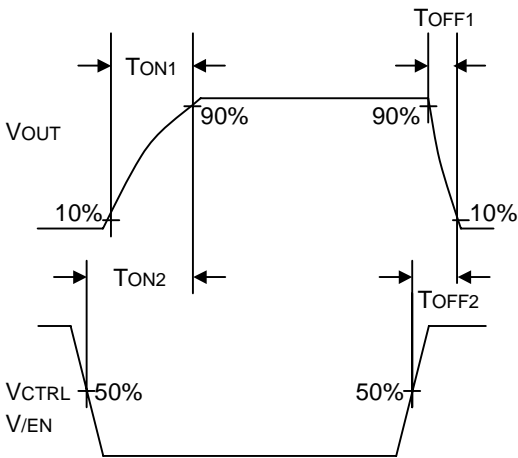 TOFF1
TON1
90%
90%
VOUT
10%
10%
TON2
TOFF2
VCTRL
50%
50%
V/EN